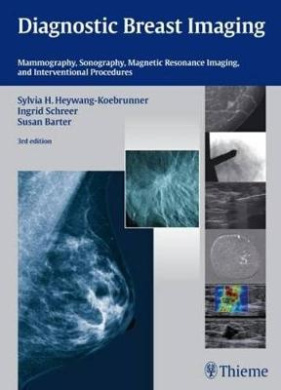 Diagnostic Breast Imaging
Mammography, Sonography, Magnetic Resonance Imaging,
and Interventional Procedures
Sylvia H. Heywang-Koebrunner
Ingrid Schreer
Susan Barter
3rd edition
Thieme